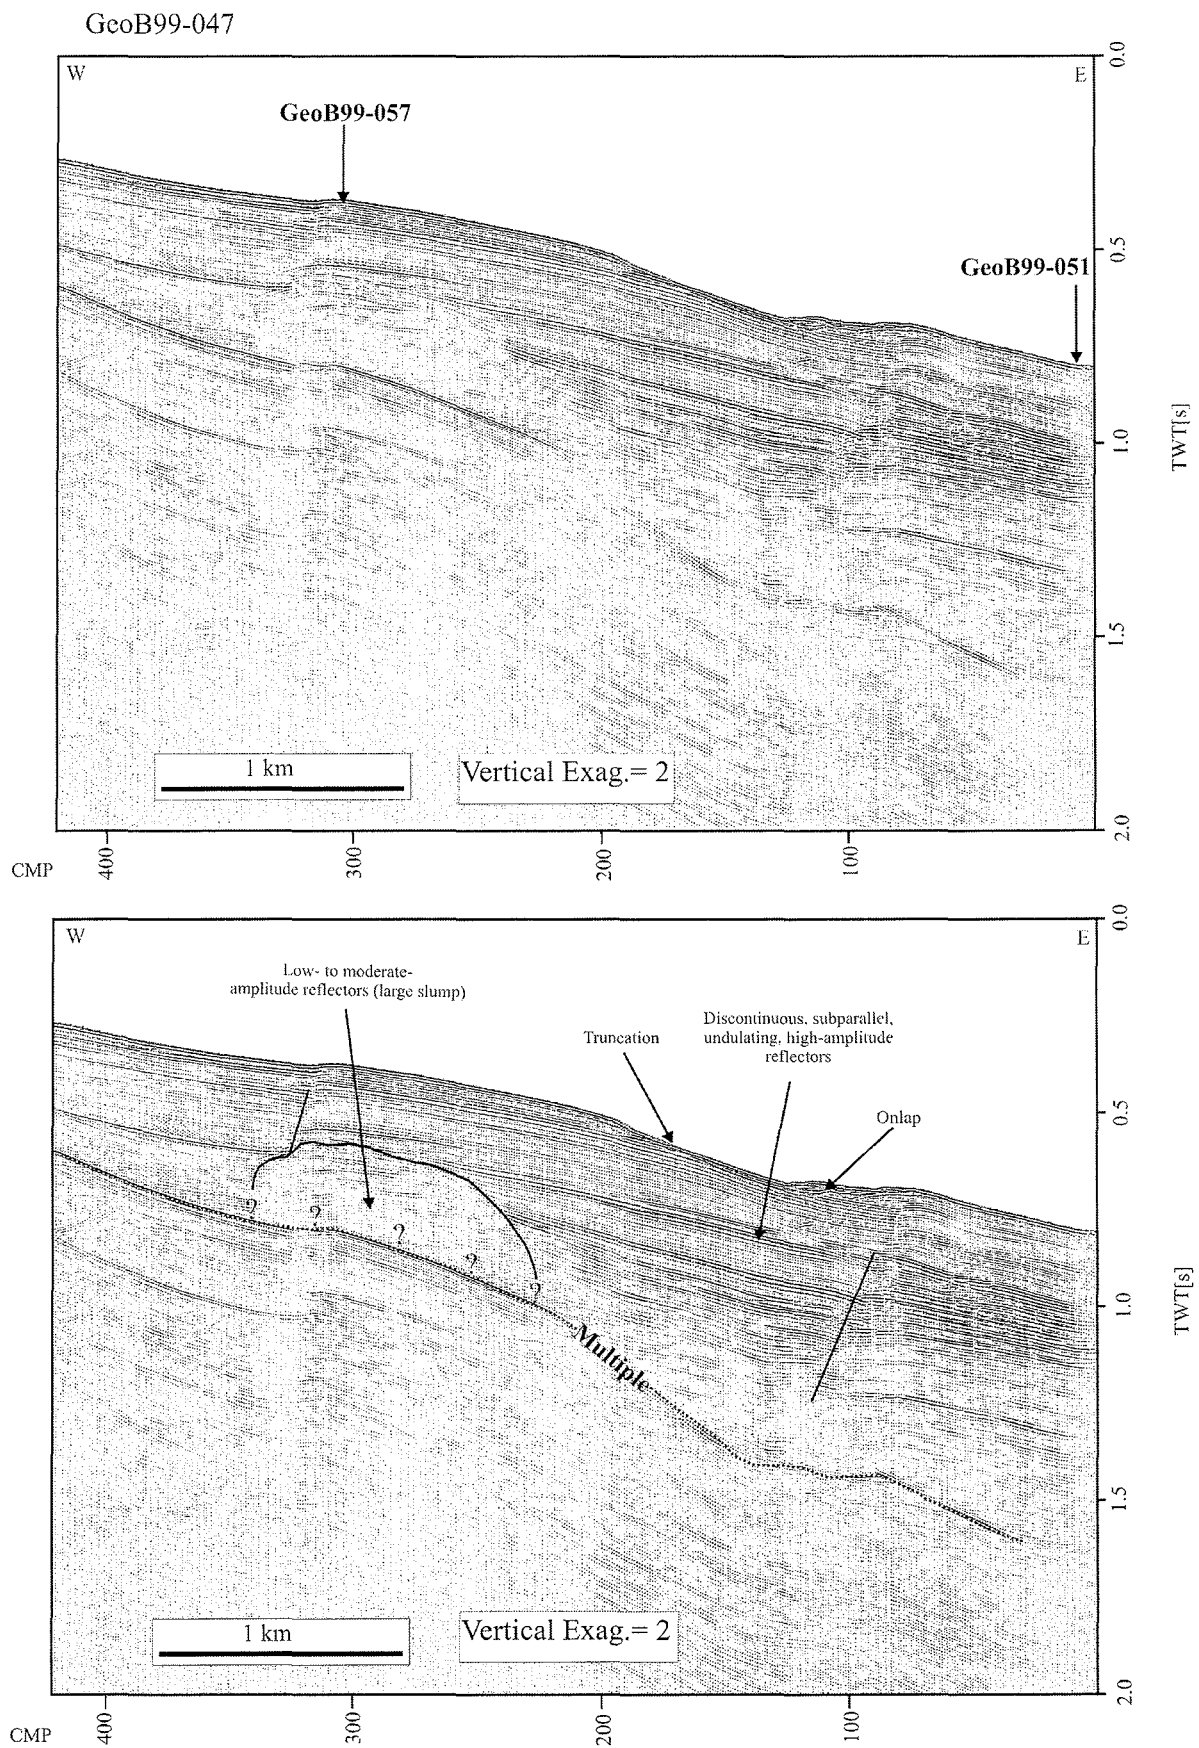 GeoB99-047
W
E
GeoB99-057
GeoB99-051
0.0
0.5
1.0
1.5
2.0
TWT[s]
1 km
Vertical Exag.= 2
CMP
400
300
200
100
W
E
Low- to moderate-
amplitude reflectors (large slump)
Truncation
Discontinuous, subparallel,
undulating, high-amplitude
reflectors
Onlap
?
?
?
?
?
Multiple
0.0
0.5
1.0
1.5
2.0
TWT[s]
1 km
Vertical Exag.= 2
CMP
400
300
200
100